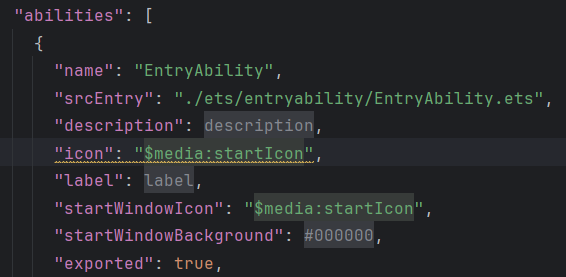 "abilities": [
{
"name": "EntryAbility",
"srcEntry": "./ets/entryability/EntryAbility.ets",
"description": description,
"icon": "$media:startIcon",
"label": label,
"startWindowIcon": "$media:startIcon",
"startWindowBackground": #000000,
"exported": true,